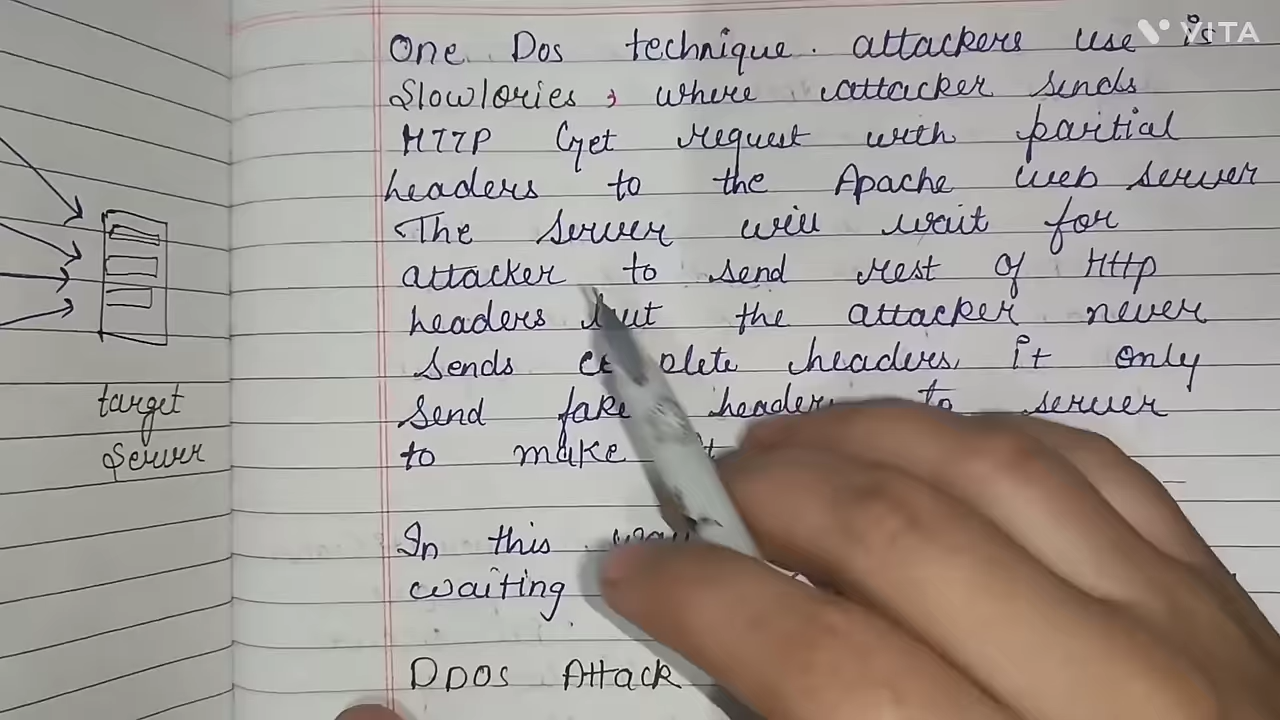 VITA
One Dos technique. attackers use is
Slowlories, where attacker sends
HTTP Get request with partial
headers to the Apache web server
The server will wait for
attacker to send rest of HTTP
headers but the attacker never
Sends headers, it only
Send fake headers to server
to make
In this way
waiting
DDOS Attack
target
Server